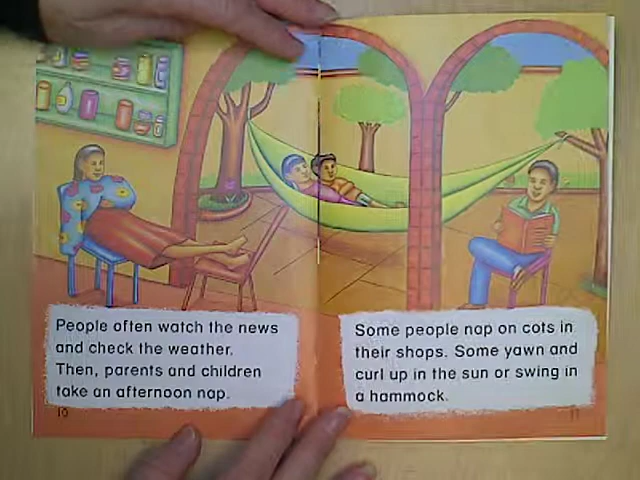 People often watch the news
and check the weather.
Then, parents and children
take an afternoon nap.
10
Some people nap on cots in
their shops. Some yawn and
curl up in the sun or swing in
a hammock.
11